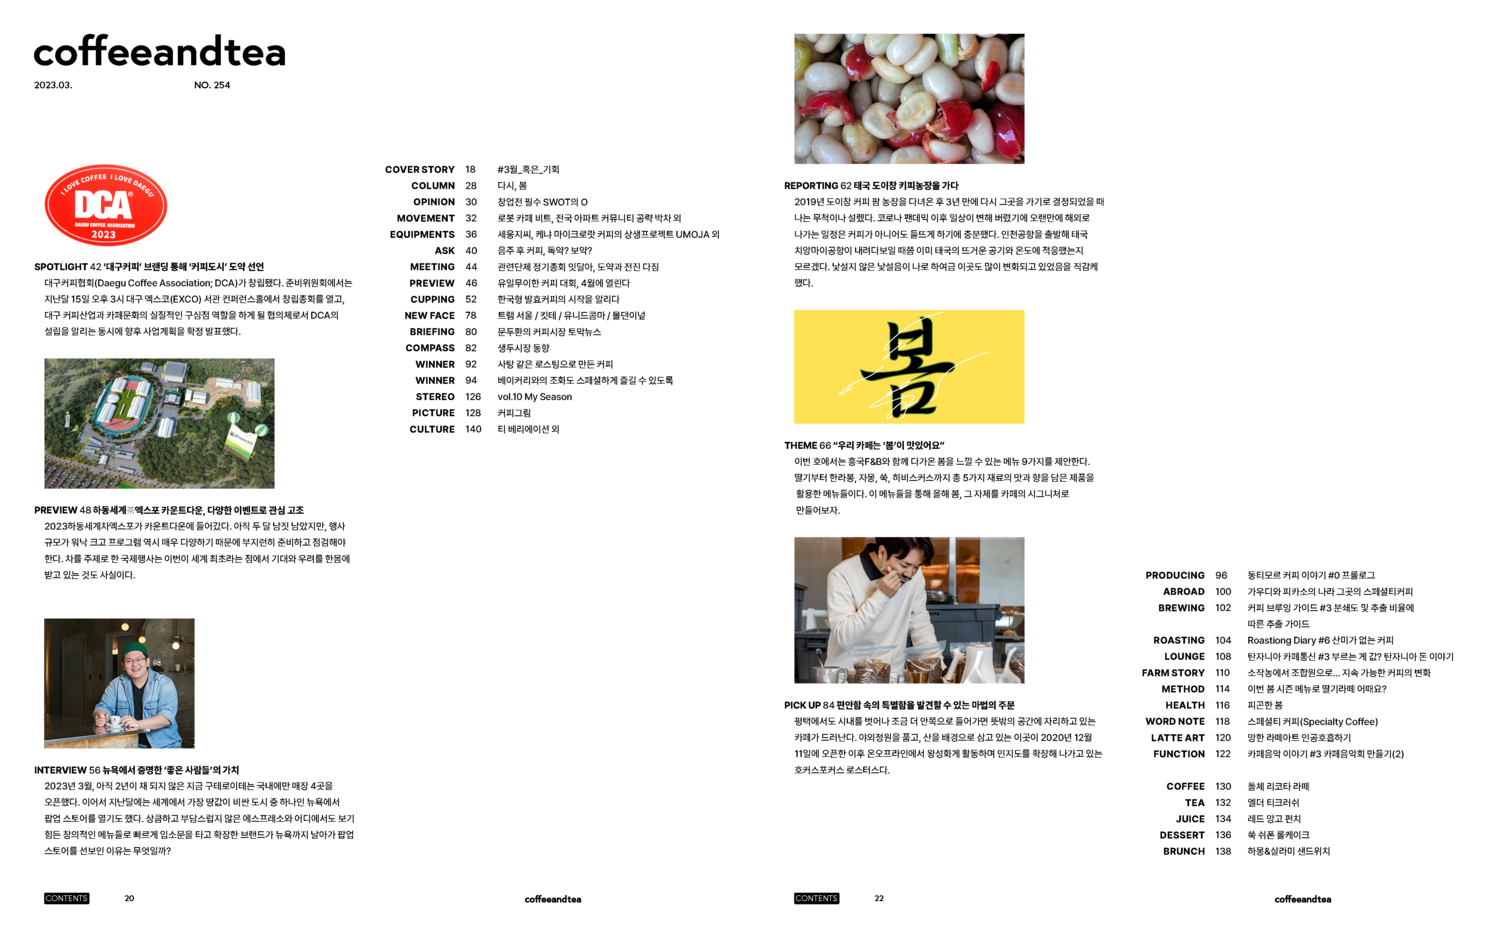 coffeeandtea
2023.03. NO. 254
I LOVE COFFEE I LOVE DAEGU
DCA
DAEGU COFFEE ASSOCIATION
2023
SPOTLIGHT 42 ‘대구커피’ 브랜딩 통해 ‘커피도시’ 도약 선언
대구커피협회(Daegu Coffee Association; DCA)가 창립됐다. 준비위원회에서는
지난달 15일 오후 3시 대구 엑스코(EXCO) 서관 컨퍼런스홀에서 창립총회를 열고,
대구 커피산업과 카페문화의 실질적인 구심점 역할을 하게 될 협의체로서 DCA의
설립을 알리는 동시에 향후 사업계획을 확정 발표했다.
PREVIEW 48 하동세계茶엑스포 카운트다운, 다양한 이벤트로 관심 고조
2023하동세계차엑스포가 카운트다운에 들어갔다. 아직 두 달 남짓 남았지만, 행사
규모가 워낙 크고 프로그램 역시 매우 다양하기 때문에 부지런히 준비하고 점검해야
한다. 차를 주제로 한 국제행사는 이번이 세계 최초라는 점에서 기대와 우려를 한몸에
받고 있는 것도 사실이다.
INTERVIEW 56 뉴욕에서 증명한 ‘좋은 사람들’의 가치
2023년 3월, 아직 2년이 채 되지 않은 지금 구테로이테는 국내에만 매장 4곳을
오픈했다. 이어서 지난달에는 세계에서 가장 땅값이 비싼 도시 중 하나인 뉴욕에서
팝업 스토어를 열기도 했다. 상큼하고 부담스럽지 않은 에스프레소와 어디에서도 보기
힘든 창의적인 메뉴들로 빠르게 입소문을 타고 확장한 브랜드가 뉴욕까지 날아가 팝업
스토어를 선보인 이유는 무엇일까?
COVER STORY 18 #3월_혹은_기회
COLUMN 28 다시, 봄
OPINION 30 창업전 필수 SWOT의 O
MOVEMENT 32 로봇 카페 비트, 전국 아파트 커뮤니티 공략 박차 외
EQUIPMENTS 36 세웅지씨, 케냐 마이크로랏 커피의 상생프로젝트 UMOJA 외
ASK 40 음주 후 커피, 독약? 보약?
MEETING 44 관련단체 정기총회 잇달아, 도약과 전진 다짐
PREVIEW 46 유일무이한 커피 대회, 4월에 열린다
CUPPING 52 한국형 발효커피의 시작을 알리다
NEW FACE 78 트램 서울 / 킷테 / 유니드콤마 / 몰댄이널
BRIEFING 80 문두환의 커피시장 토막뉴스
COMPASS 82 생두시장 동향
WINNER 92 사탕 같은 로스팅으로 만든 커피
WINNER 94 베이커리와의 조화도 스페셜하게 즐길 수 있도록
STEREO 126 vol.10 My Season
PICTURE 128 커피그림
CULTURE 140 티 베리에이션 외
CONTENTS 20 coffeeandtea
REPORTING 62 태국 도이창 커피농장을 가다
2019년 도이창 커피 팜 농장을 다녀온 후 3년 만에 다시 그곳을 가기로 결정되었을 때
나는 무척이나 설렜다. 코로나 팬데믹 이후 일상이 변해 버렸기에 오랜만에 해외로
나가는 일정은 커피가 아니어도 들뜨게 하기에 충분했다. 인천공항을 출발해 태국
치앙마이공항이 내려다보일 때쯤 이미 태국의 뜨거운 공기와 온도에 적응했는지
모르겠다. 낯설지 않은 낯설음이 나로 하여금 이곳도 많이 변화되고 있었음을 직감케
했다.
봄
THEME 66 “우리 카페는 ‘봄’이 맛있어요”
이번 호에서는 흥국F&B와 함께 다가온 봄을 느낄 수 있는 메뉴 9가지를 제안한다.
딸기부터 한라봉, 자몽, 쑥, 히비스커스까지 총 5가지 재료의 맛과 향을 담은 제품을
활용한 메뉴들이다. 이 메뉴들을 통해 올해 봄, 그 자체를 카페의 시그니처로
만들어보자.
PICK UP 84 편안함 속의 특별함을 발견할 수 있는 마법의 주문
평택에서도 시내를 벗어나 조금 더 안쪽으로 들어가면 뜻밖의 공간에 자리하고 있는
카페가 드러난다. 야외정원을 품고, 산을 배경으로 삼고 있는 이곳이 2020년 12월
11일에 오픈한 이후 온오프라인에서 왕성화게 활동하며 인지도를 확장해 나가고 있는
호커스포커스 로스터스다.
PRODUCING 96 동티모르 커피 이야기 #0 프롤로그
ABROAD 100 가우디와 피카소의 나라 그곳의 스페셜티커피
BREWING 102 커피 브루잉 가이드 #3 분쇄도 및 추출 비율에
따른 추출 가이드
ROASTING 104 Roastiong Diary #6 산미가 없는 커피
LOUNGE 108 탄자니아 카페통신 #3 부르는 게 값? 탄자니아 돈 이야기
FARM STORY 110 소작농에서 조합원으로... 지속 가능한 커피의 변화
METHOD 114 이번 봄 시즌 메뉴로 딸기라떼 어때요?
HEALTH 116 피곤한 봄
WORD NOTE 118 스페셜티 커피(Specialty Coffee)
LATTE ART 120 망한 라떼아트 인공호흡하기
FUNCTION 122 카페음악 이야기 #3 카페음악회 만들기(2)
COFFEE 130 돌체 리코타 라떼
TEA 132 엘더 티크러쉬
JUICE 134 레드 망고 펀치
DESSERT 136 쑥 쉬폰 롤케이크
BRUNCH 138 하몽&살라미 샌드위치
CONTENTS 22 coffeeandtea